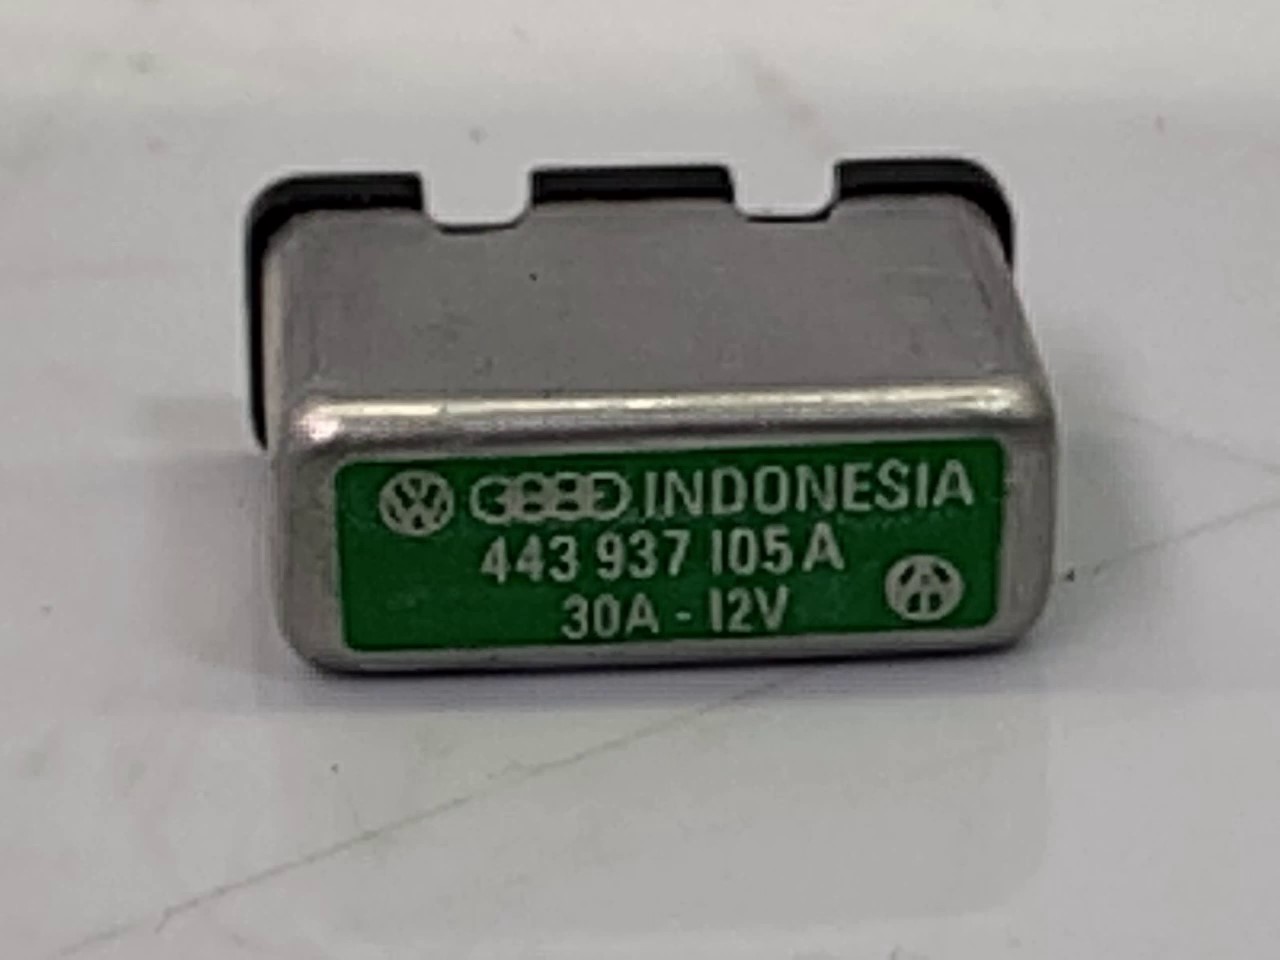 INDONESIA
443 937 105 A
30A - 12V